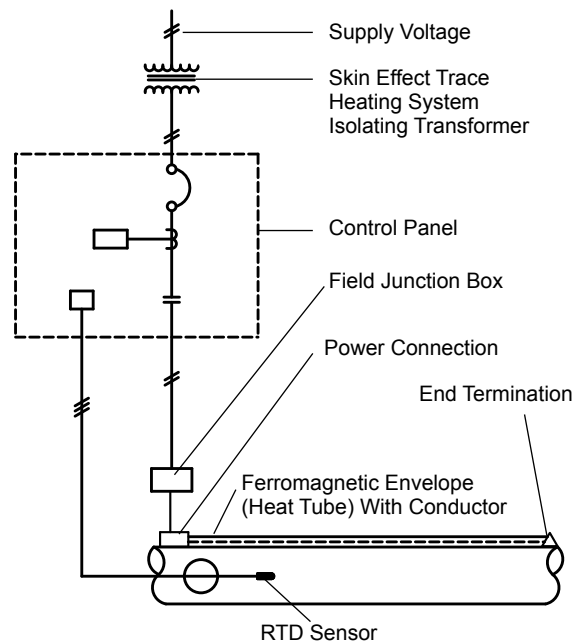 Supply Voltage
Skin Effect Trace
Heating System
Isolating Transformer
Control Panel
Field Junction Box
Power Connection
End Termination
Ferromagnetic Envelope
(Heat Tube) With Conductor
RTD Sensor